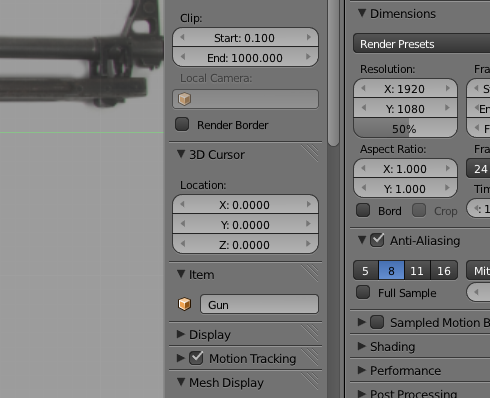 Clip:
Start: 0.100
End: 1000.000
Local Camera:
Render Border
3D Cursor
Location:
X: 0.0000
Y: 0.0000
Z: 0.0000
Item
Gun
Display
Motion Tracking
Mesh Display
Dimensions
Render Presets
Resolution:
X: 1920
Y: 1080
50%
Aspect Ratio:
X: 1.000
Y: 1.000
Bord
Crop
Fra
St
En
F
Fra
24
Tim
: 1
Anti-Aliasing
5 8 11 16
Mit
Full Sample
Sampled Motion B
Shading
Performance
Post Processing